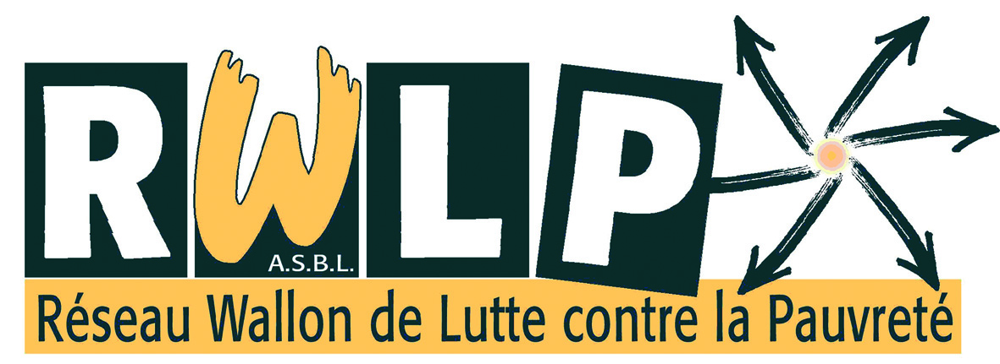 RWLP
A.S.B.L.
Réseau Wallon de Lutte contre la Pauvreté